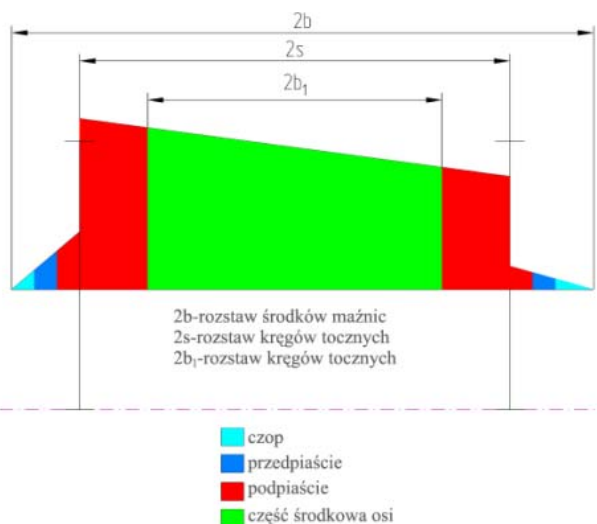 2b
2s
2b₁
2b-rozstaw środków maźnic
2s-rozstaw kręgów tocznych
2b₁-rozstaw kręgów tocznych
czop
przedpiaście
podpiaście
część środkowa osi